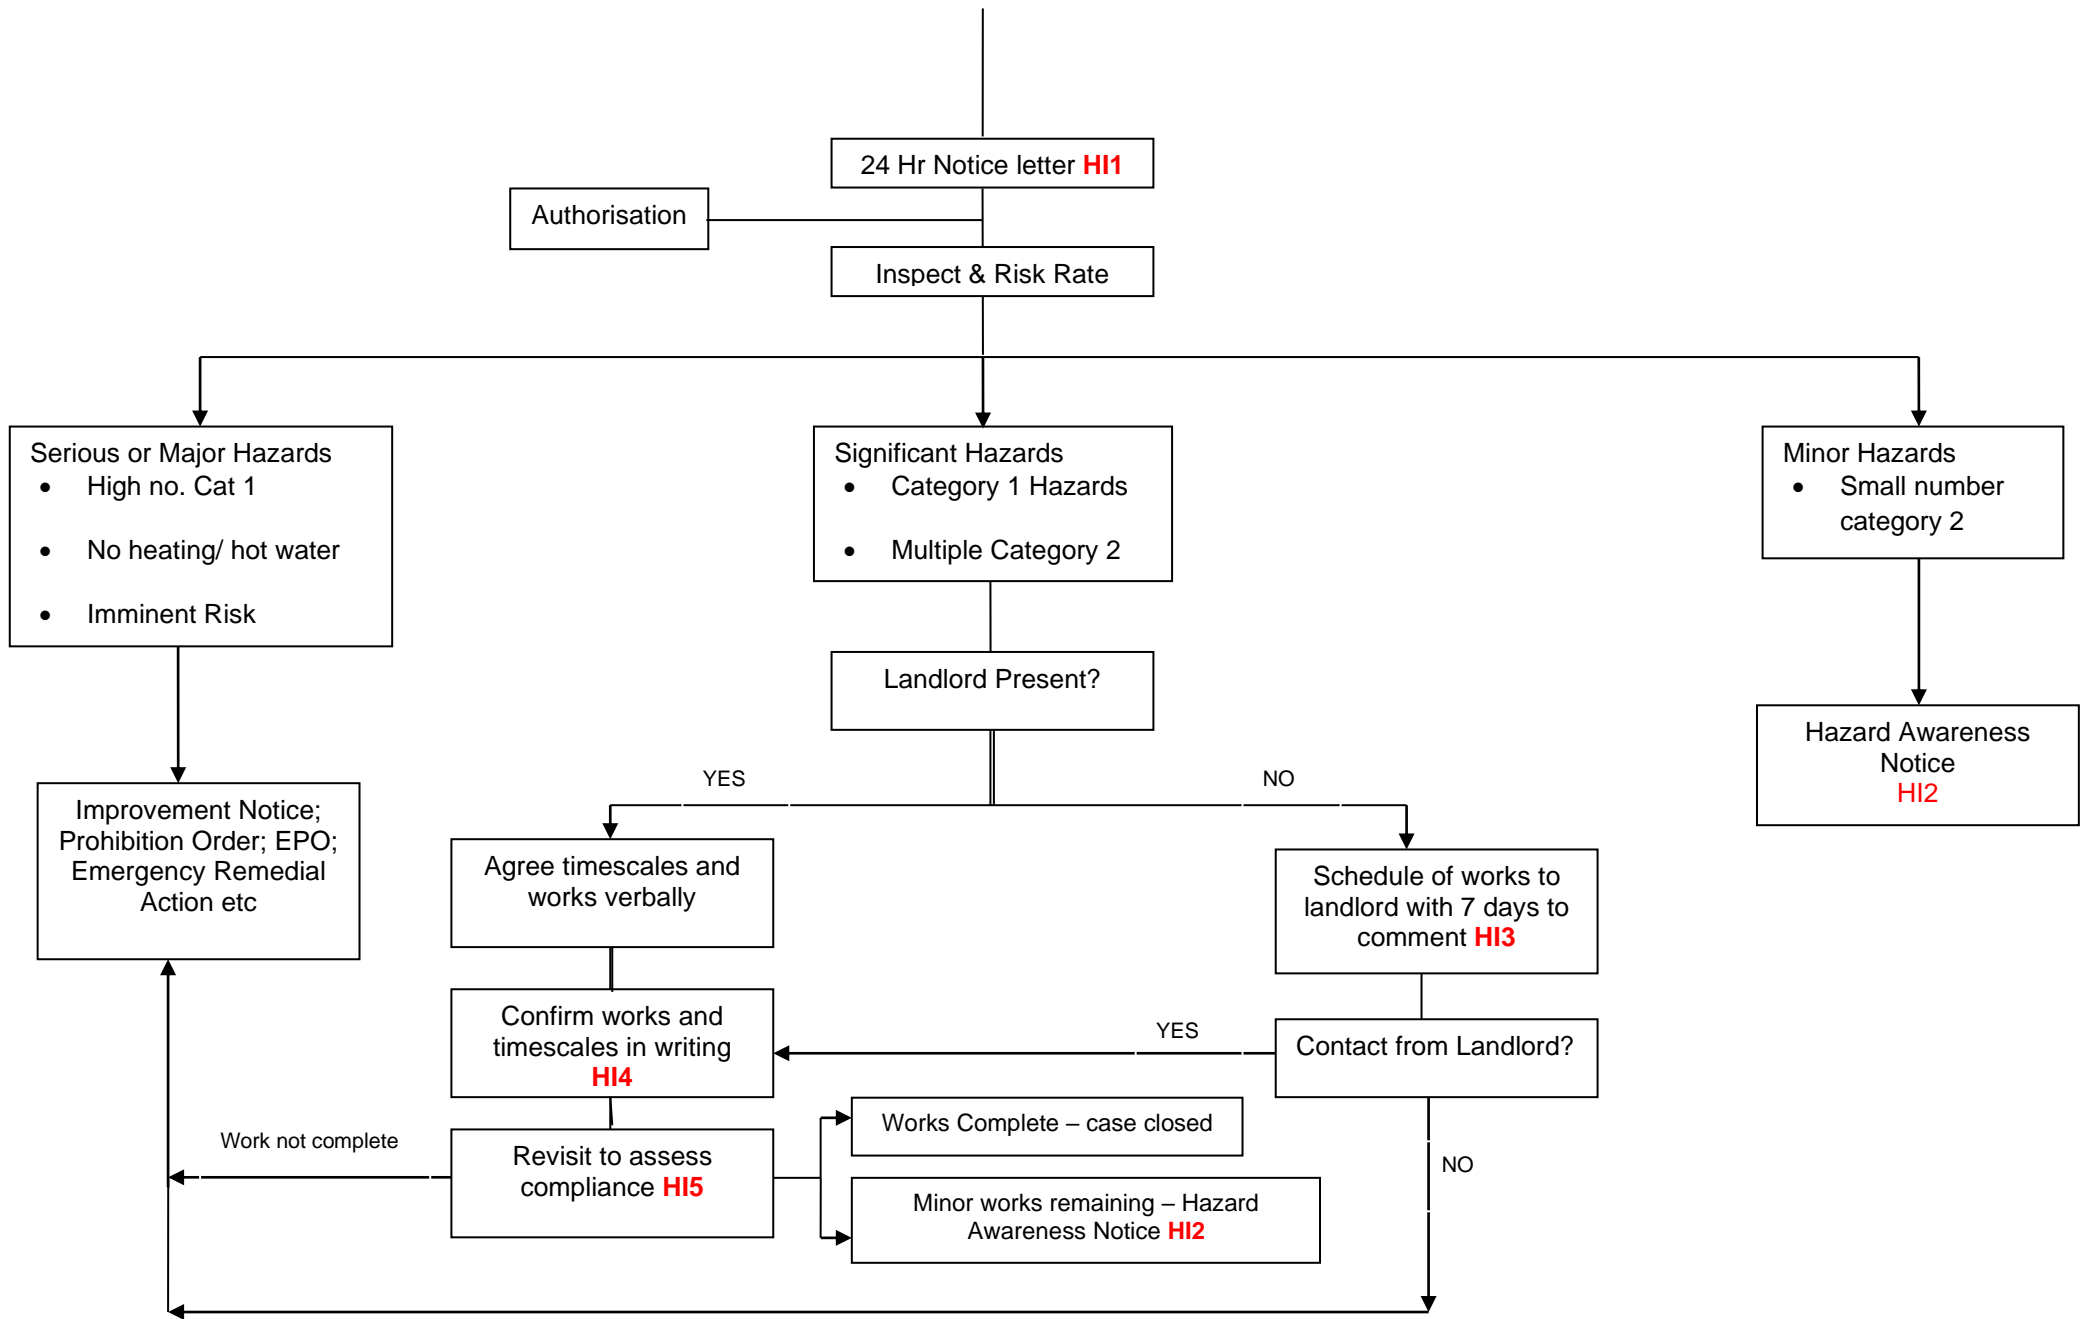 24 Hr Notice letter HI1
Authorisation
Inspect & Risk Rate
Serious or Major Hazards
• High no. Cat 1
• No heating/ hot water
• Imminent Risk
Significant Hazards
• Category 1 Hazards
• Multiple Category 2
Minor Hazards
• Small number
category 2
Landlord Present?
Hazard Awareness
Notice
HI2
YES
NO
Improvement Notice;
Prohibition Order; EPO;
Emergency Remedial
Action etc
Agree timescales and
works verbally
Schedule of works to
landlord with 7 days to
comment HI3
Confirm works and
timescales in writing
HI4
YES
Contact from Landlord?
Work not complete
Revisit to assess
compliance HI5
Works Complete – case closed
Minor works remaining – Hazard
Awareness Notice HI2
NO